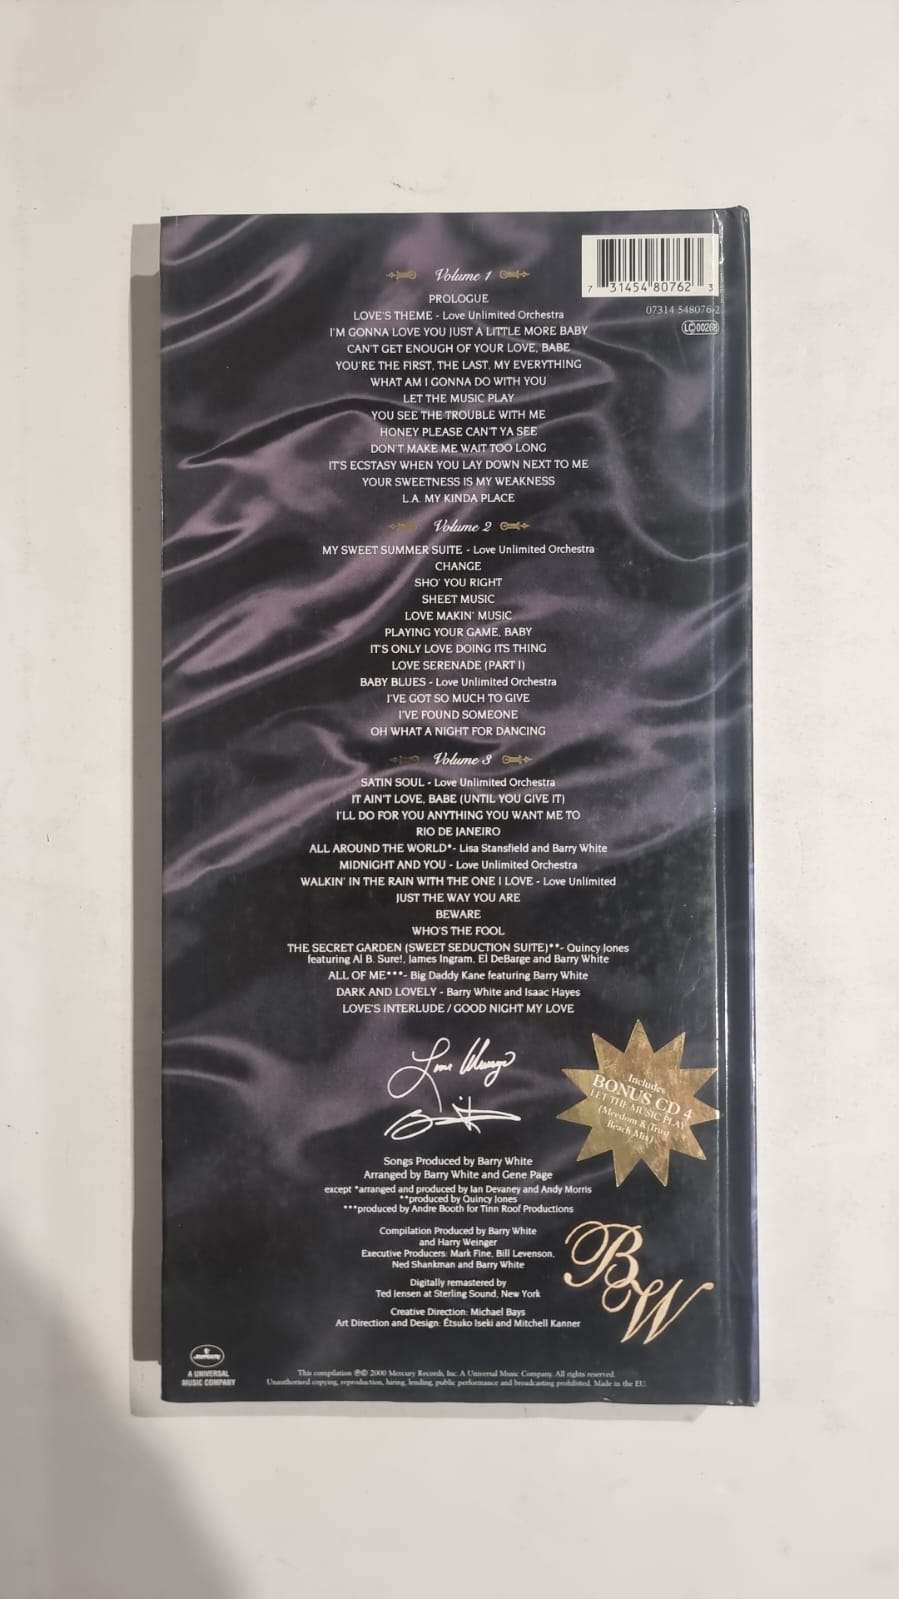 7 31454 80762 3
07314 548076-2
LC 00268
Volume 1
PROLOGUE
LOVE'S THEME - Love Unlimited Orchestra
I'M GONNA LOVE YOU JUST A LITTLE MORE BABY
CAN'T GET ENOUGH OF YOUR LOVE, BABE
YOU'RE THE FIRST, THE LAST, MY EVERYTHING
WHAT AM I GONNA DO WITH YOU
LET THE MUSIC PLAY
YOU SEE THE TROUBLE WITH ME
HONEY PLEASE CAN'T YA SEE
DON'T MAKE ME WAIT TOO LONG
IT'S ECSTASY WHEN YOU LAY DOWN NEXT TO ME
YOUR SWEETNESS IS MY WEAKNESS
L.A. MY KINDA PLACE
Volume 2
MY SWEET SUMMER SUITE - Love Unlimited Orchestra
CHANGE
SHO' YOU RIGHT
SHEET MUSIC
LOVE MAKIN' MUSIC
PLAYING YOUR GAME, BABY
IT'S ONLY LOVE DOING ITS THING
LOVE SERENADE (PART I)
BABY BLUES - Love Unlimited Orchestra
I'VE GOT SO MUCH TO GIVE
I'VE FOUND SOMEONE
OH WHAT A NIGHT FOR DANCING
Volume 3
SATIN SOUL - Love Unlimited Orchestra
IT AIN'T LOVE, BABE (UNTIL YOU GIVE IT)
I'LL DO FOR YOU ANYTHING YOU WANT ME TO
RIO DE JANEIRO
ALL AROUND THE WORLD*- Lisa Stansfield and Barry White
MIDNIGHT AND YOU - Love Unlimited Orchestra
WALKIN' IN THE RAIN WITH THE ONE I LOVE - Love Unlimited
JUST THE WAY YOU ARE
BEWARE
WHO'S THE FOOL
THE SECRET GARDEN (SWEET SEDUCTION SUITE)**- Quincy Jones
featuring Al B. Sure!, James Ingram, El DeBarge and Barry White
ALL OF ME***- Big Daddy Kane featuring Barry White
DARK AND LOVELY - Barry White and Isaac Hayes
LOVE'S INTERLUDE / GOOD NIGHT MY LOVE
Includes
BONUS CD 4
LET THE MUSIC PLAY
(Meedom & Trust
Beach Mix)
Songs Produced by Barry White
Arranged by Barry White and Gene Page
except *arranged and produced by Ian Devaney and Andy Morris
**produced by Quincy Jones
***produced by Andre Booth for Tinn Roof Productions
Compilation Produced by Barry White
and Harry Weinger
Executive Producers: Mark Fine, Bill Levenson,
Ned Shankman and Barry White
Digitally remastered by
Ted Jensen at Sterling Sound, New York
Creative Direction: Michael Bays
Art Direction and Design: Étsuko Iseki and Mitchell Kanner
BW
mercury
A UNIVERSAL
MUSIC COMPANY
This compilation ℗© 2000 Mercury Records, Inc. A Universal Music Company. All rights reserved.
Unauthorised copying, reproduction, hiring, lending, public performance and broadcasting prohibited. Made in the EU.